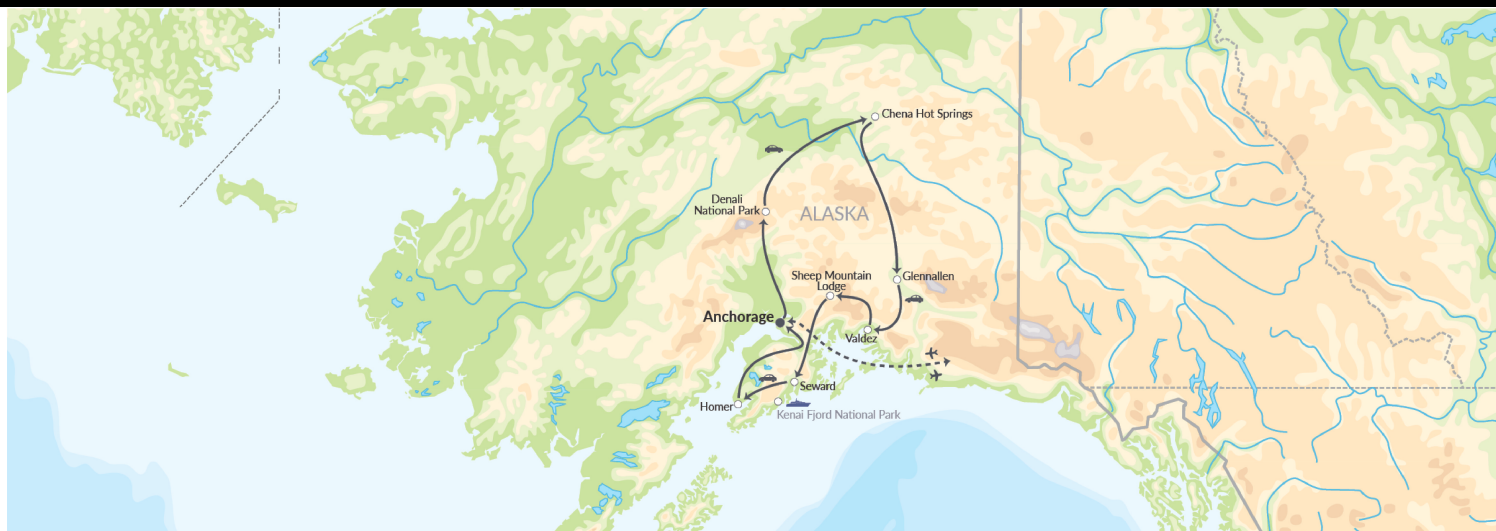 Chena Hot Springs
Denali
National Park
ALASKA
Sheep Mountain
Lodge
Glennallen
Anchorage
Valdez
Seward
Homer
Kenai Fjord National Park